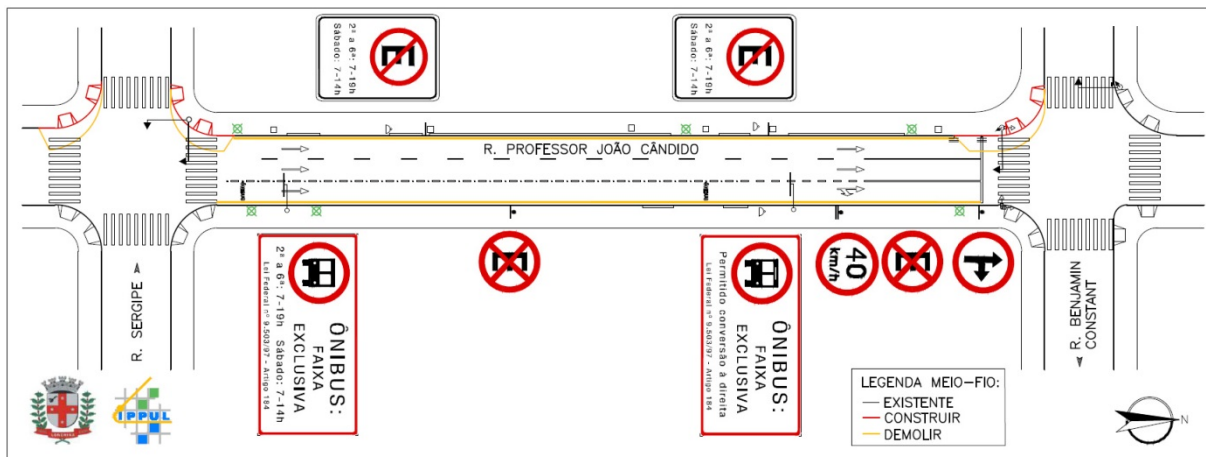 E
2ª a 6ª: 7-19h
Sábado: 7-14h
E
2ª a 6ª: 7-19h
Sábado: 7-14h
R. PROFESSOR JOÃO CÂNDIDO
R. SERGIPE
ÔNIBUS:
FAIXA
EXCLUSIVA
2ª a 6ª: 7-19h Sábado: 7-14h
Lei Federal nº 9.503/97 - Artigo 184
E
ÔNIBUS:
FAIXA
EXCLUSIVA
Permitido conversão à direita
Lei Federal nº 9.503/97 - Artigo 184
40
km/h
E
R. BENJAMIN
CONSTANT
LEGENDA MEIO-FIO:
EXISTENTE
CONSTRUIR
DEMOLIR
N
LONDRINA
IPPUL